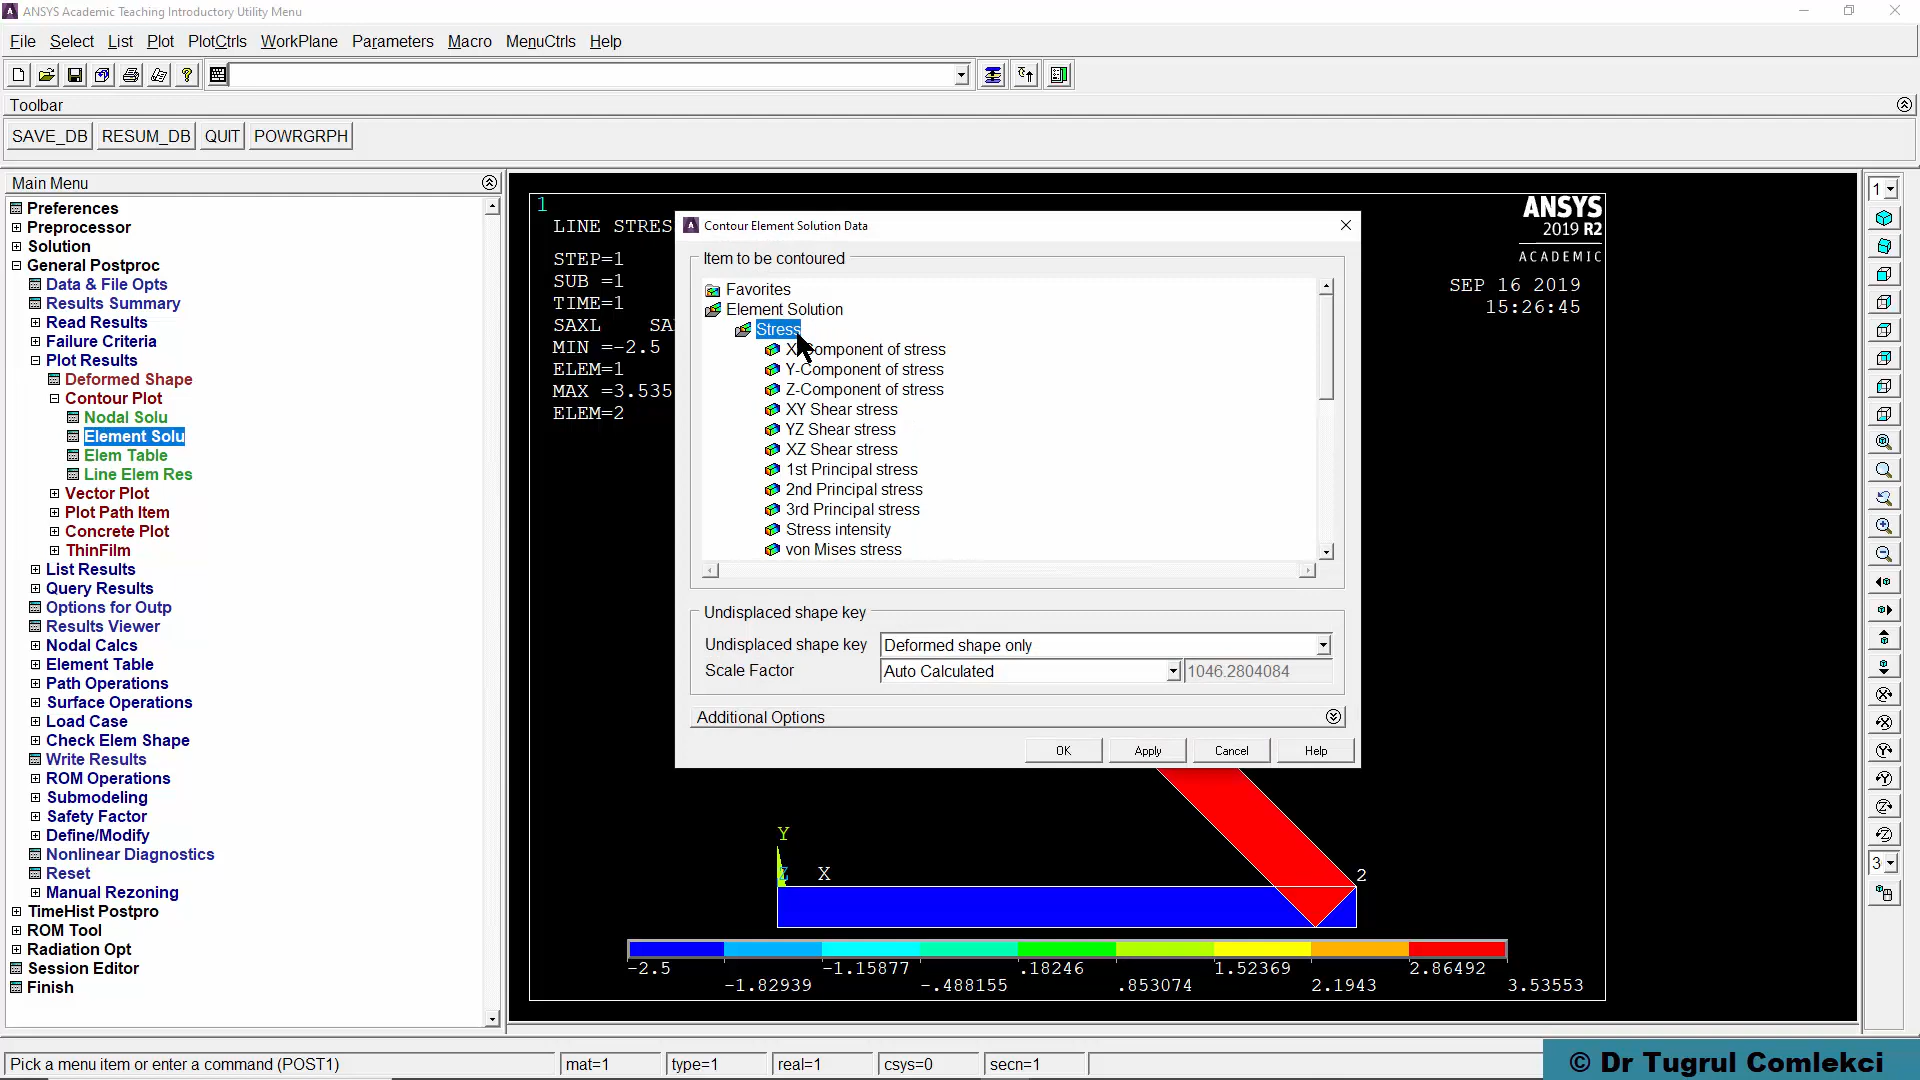 ANSYS Academic Teaching Introductory Utility Menu
File Select List Plot PlotCtrls WorkPlane Parameters Macro MenuCtrls Help
Toolbar
SAVE_DB RESUM_DB QUIT POWRGRPH
Main Menu
Preferences
Preprocessor
Solution
General Postproc
Data & File Opts
Results Summary
Read Results
Failure Criteria
Plot Results
Deformed Shape
Contour Plot
Nodal Solu
Element Solu
Elem Table
Line Elem Res
Vector Plot
Plot Path Item
Concrete Plot
ThinFilm
List Results
Query Results
Options for Outp
Results Viewer
Nodal Calcs
Element Table
Path Operations
Surface Operations
Load Case
Check Elem Shape
Write Results
ROM Operations
Submodeling
Safety Factor
Define/Modify
Nonlinear Diagnostics
Reset
Manual Rezoning
TimeHist Postpro
ROM Tool
Radiation Opt
Session Editor
Finish
1
LINE STRES
STEP=1
SUB =1
TIME=1
SAXL SA
MIN =-2.5
ELEM=1
MAX =3.535
ELEM=2
ANSYS
2019 R2
ACADEMIC
SEP 16 2019
15:26:45
Contour Element Solution Data
Item to be contoured
Favorites
Element Solution
Stress
X-Component of stress
Y-Component of stress
Z-Component of stress
XY Shear stress
YZ Shear stress
XZ Shear stress
1st Principal stress
2nd Principal stress
3rd Principal stress
Stress intensity
von Mises stress
Undisplaced shape key
Undisplaced shape key Deformed shape only
Scale Factor Auto Calculated 1046.2804084
Additional Options
OK Apply Cancel Help
Y
Z X
2
-2.5 -1.15877 .18246 1.52369 2.86492
-1.82939 -.488155 .853074 2.1943 3.53553
1
3
Pick a menu item or enter a command (POST1)
mat=1 type=1 real=1 csys=0 secn=1
© Dr Tugrul Comlekci